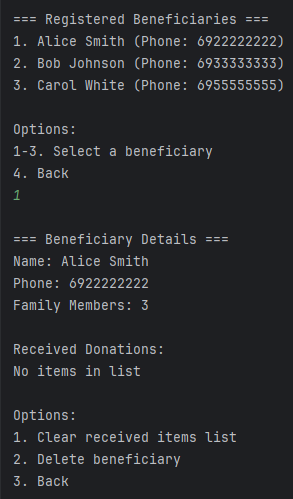 === Registered Beneficiaries ===
1. Alice Smith (Phone: 6922222222)
2. Bob Johnson (Phone: 6933333333)
3. Carol White (Phone: 6955555555)
Options:
1-3. Select a beneficiary
4. Back
1
=== Beneficiary Details ===
Name: Alice Smith
Phone: 6922222222
Family Members: 3
Received Donations:
No items in list
Options:
1. Clear received items list
2. Delete beneficiary
3. Back